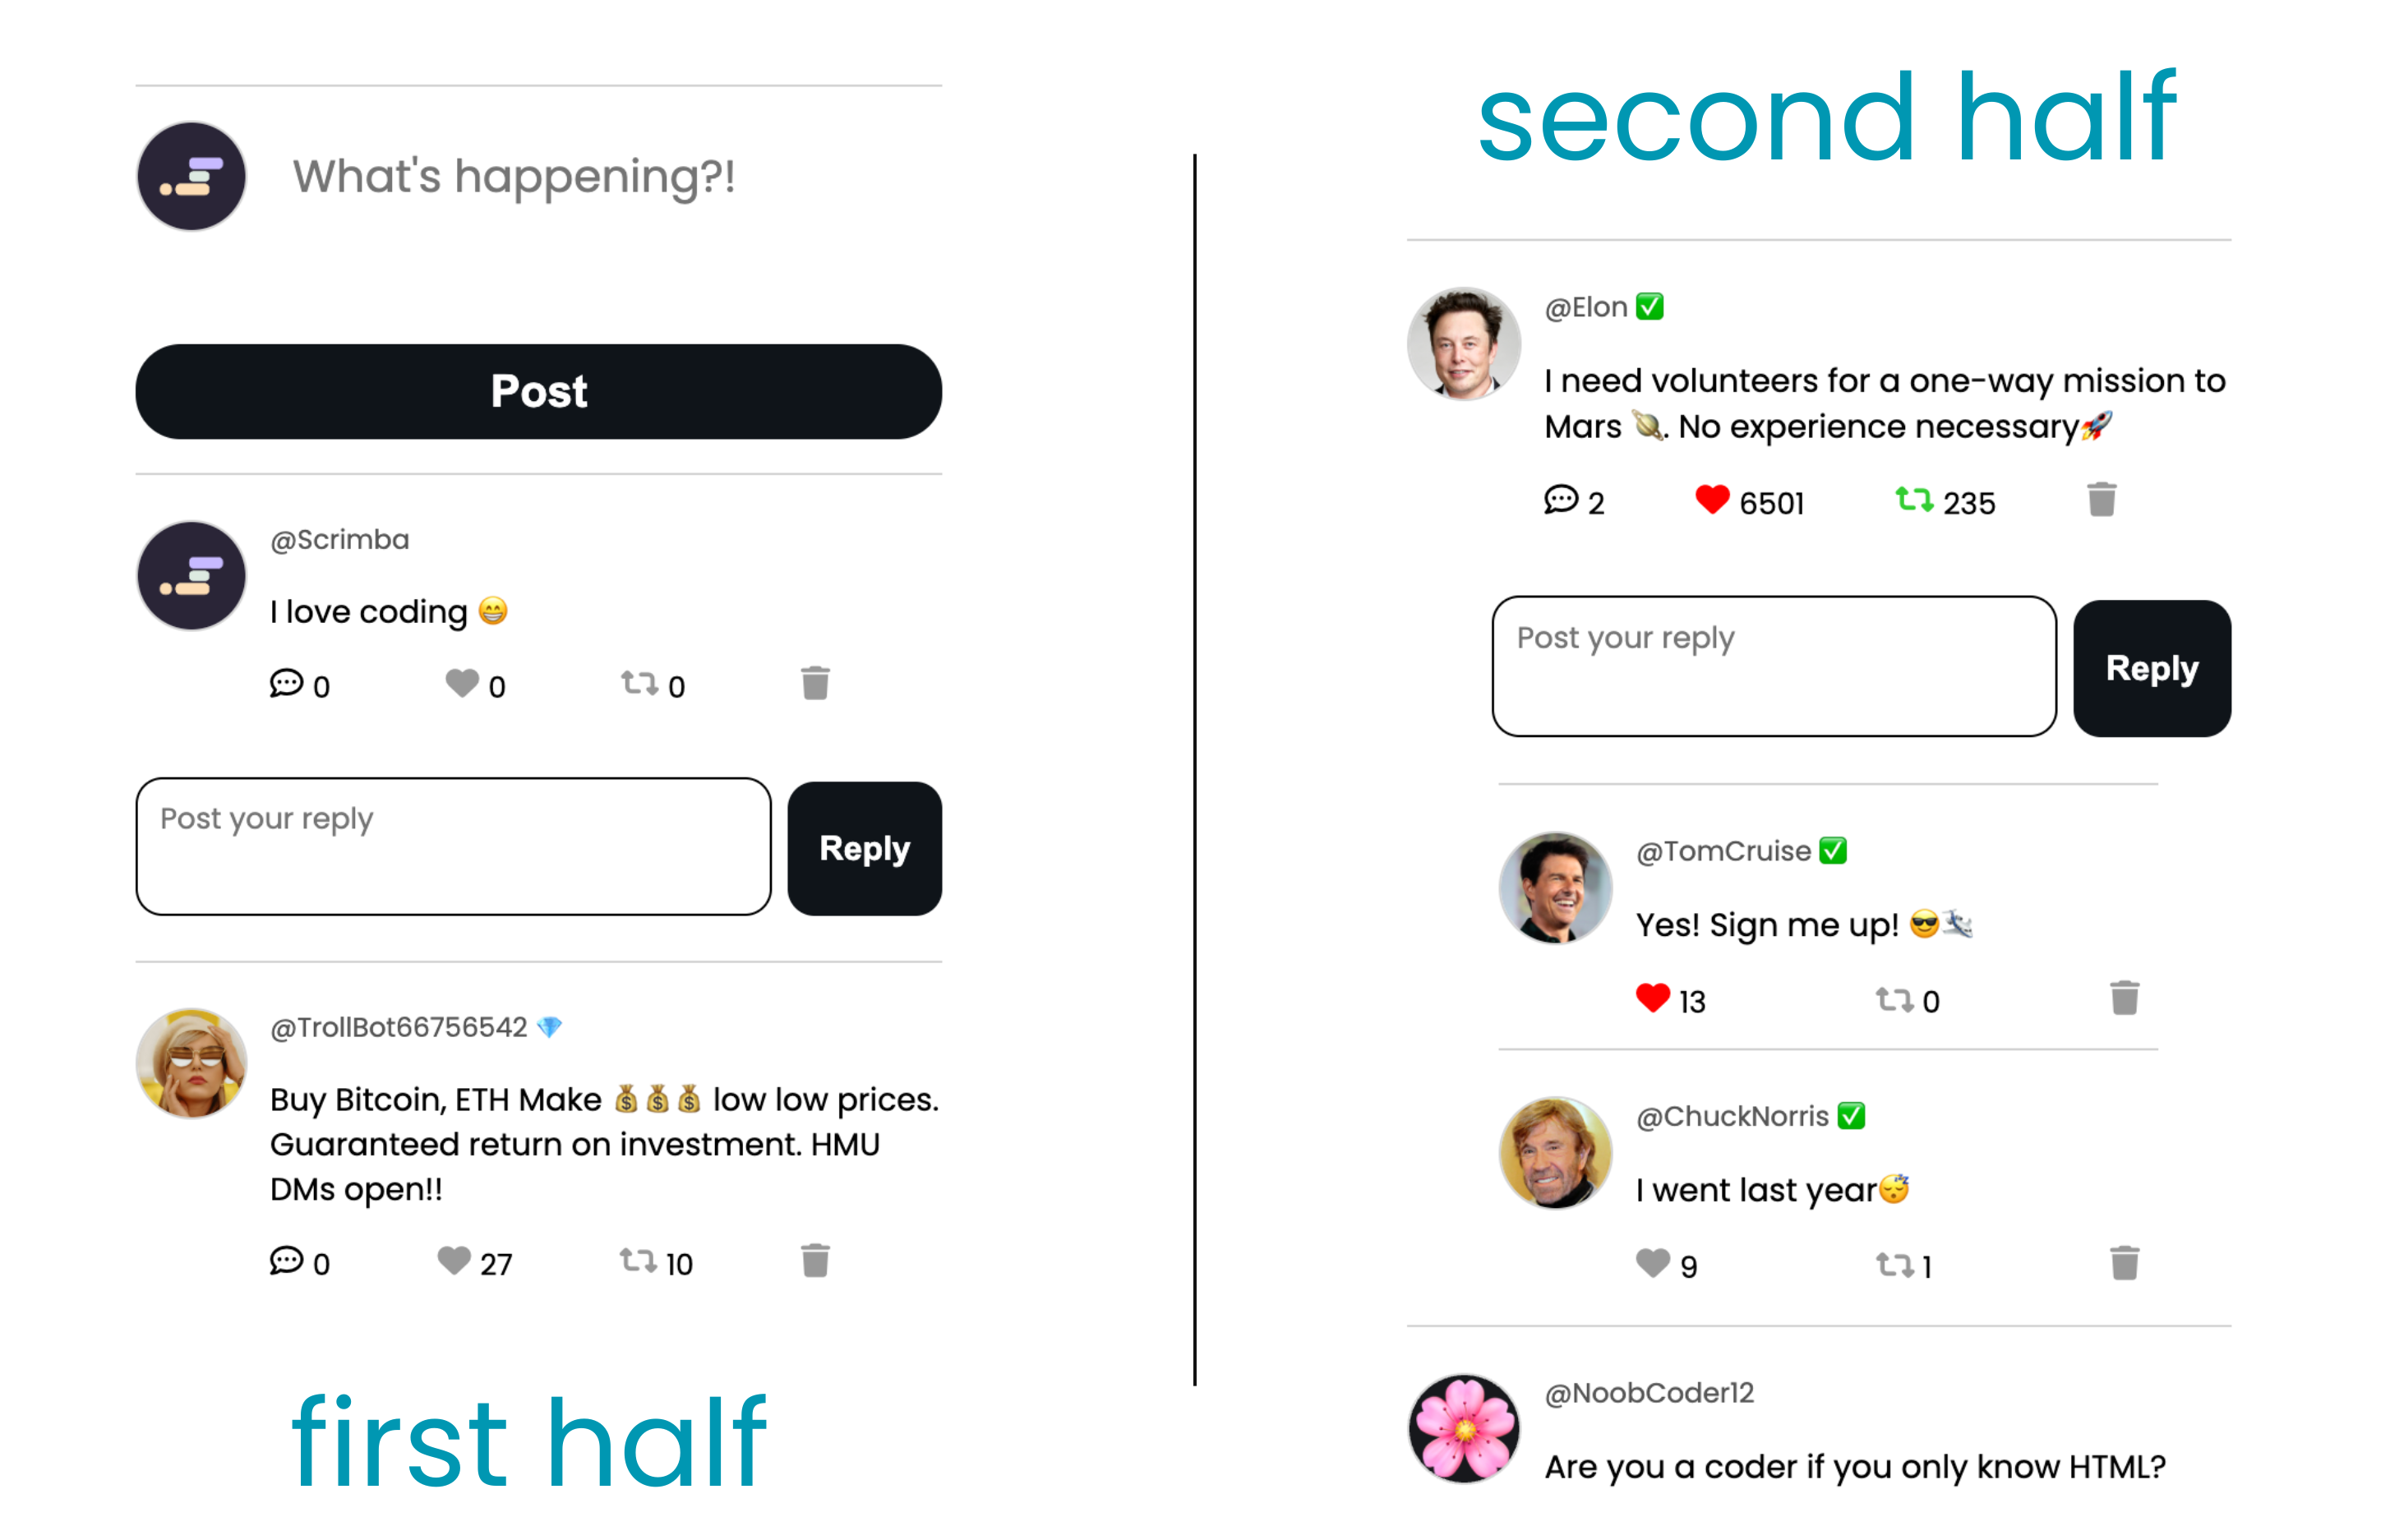 What's happening?!
Post
@Scrimba
I love coding 😁
0 0 0
Post your reply
Reply
@TrollBot66756542 💎
Buy Bitcoin, ETH Make 💰💰💰 low low prices.
Guaranteed return on investment. HMU
DMs open!!
0 27 10
first half
second half
@Elon ✅
I need volunteers for a one-way mission to
Mars 🪐. No experience necessary🚀
2 6501 235
Post your reply
Reply
@TomCruise ✅
Yes! Sign me up! 😎🛩
13 0
@ChuckNorris ✅
I went last year😴
9 1
@NoobCoder12
Are you a coder if you only know HTML?